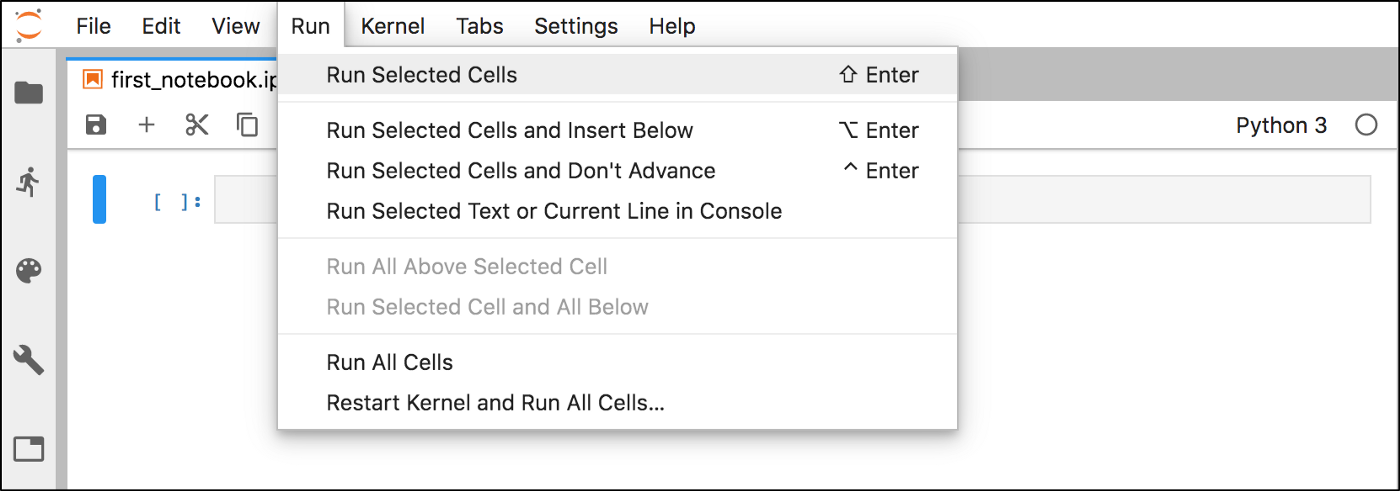 File Edit View Run Kernel Tabs Settings Help
first_notebook.ip
Run Selected Cells ⇧ Enter
Run Selected Cells and Insert Below ⌥ Enter
Python 3
Run Selected Cells and Don't Advance ^ Enter
[ ]:
Run Selected Text or Current Line in Console
Run All Above Selected Cell
Run Selected Cell and All Below
Run All Cells
Restart Kernel and Run All Cells...